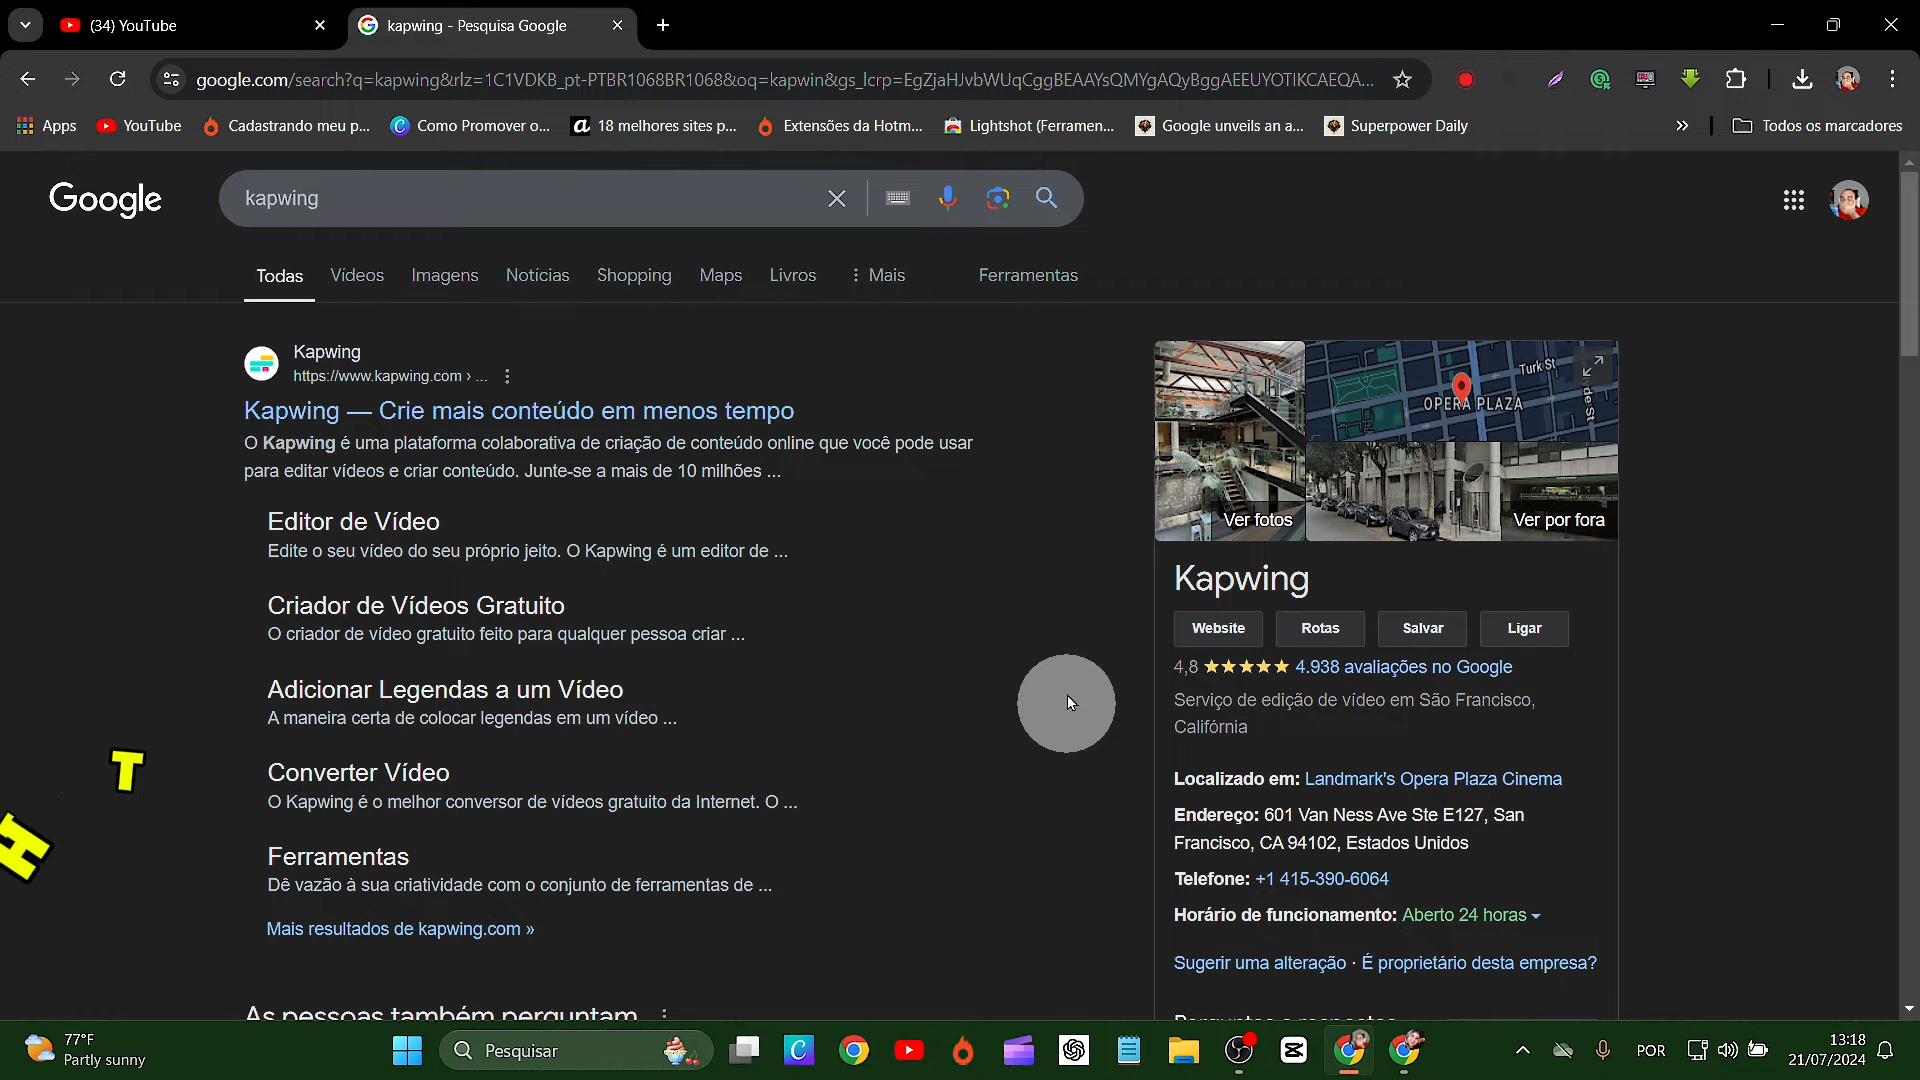 (34) YouTube
kapwing - Pesquisa Google
google.com/search?q=kapwing&rlz=1C1VDKB_pt-PTBR1068BR1068&oq=kapwin&gs_lcrp=EgZjaHJvbWUqCggBEAAYsQMYgAQyBggAEEUYOTIKCAEQA...
Apps
YouTube
Cadastrando meu p...
Como Promover o...
18 melhores sites p...
Extensões da Hotm...
Lightshot (Ferramen...
Google unveils an a...
Superpower Daily
Todos os marcadores
Google
kapwing
Todas
Vídeos
Imagens
Notícias
Shopping
Maps
Livros
Mais
Ferramentas
Kapwing
https://www.kapwing.com › ...
Kapwing — Crie mais conteúdo em menos tempo
O Kapwing é uma plataforma colaborativa de criação de conteúdo online que você pode usar
para editar vídeos e criar conteúdo. Junte-se a mais de 10 milhões ...
Editor de Vídeo
Edite o seu vídeo do seu próprio jeito. O Kapwing é um editor de ...
Criador de Vídeos Gratuito
O criador de vídeo gratuito feito para qualquer pessoa criar ...
Adicionar Legendas a um Vídeo
A maneira certa de colocar legendas em um vídeo ...
Converter Vídeo
O Kapwing é o melhor conversor de vídeos gratuito da Internet. O ...
Ferramentas
Dê vazão à sua criatividade com o conjunto de ferramentas de ...
Mais resultados de kapwing.com »
As pessoas também perguntam
H
T
Turk St
OPERA PLAZA
Ver fotos
Ver por fora
Kapwing
Website
Rotas
Salvar
Ligar
4,8 ★★★★★ 4.938 avaliações no Google
Serviço de edição de vídeo em São Francisco,
Califórnia
Localizado em: Landmark's Opera Plaza Cinema
Endereço: 601 Van Ness Ave Ste E127, San
Francisco, CA 94102, Estados Unidos
Telefone: +1 415-390-6064
Horário de funcionamento: Aberto 24 horas
Sugerir uma alteração · É proprietário desta empresa?
Perguntas e respostas
77°F
Partly sunny
Pesquisar
POR
13:18
21/07/2024